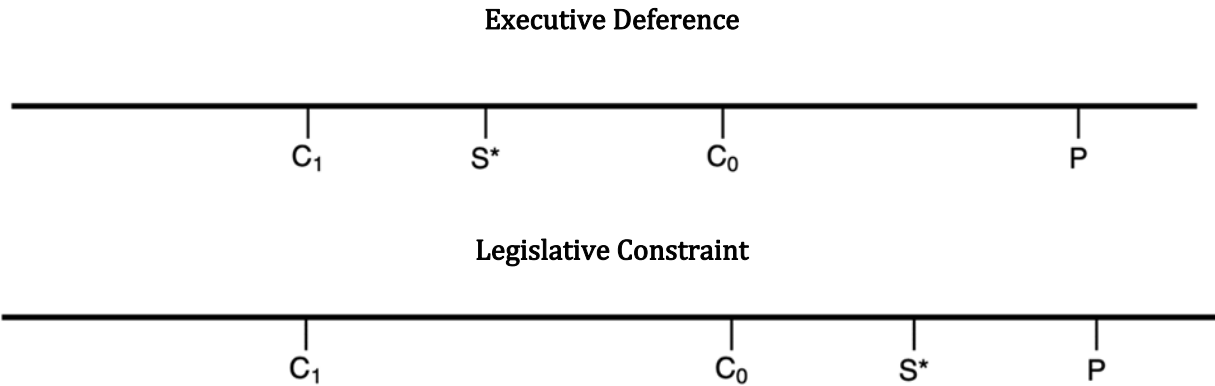 Executive Deference
C₁ S* C₀ P
Legislative Constraint
C₁ C₀ S* P